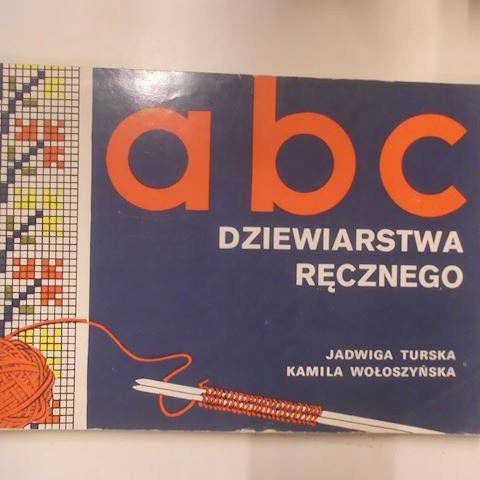 abc
DZIEWIARSTWA
RĘCZNEGO
JADWIGA TURSKA
KAMILA WOŁOSZYŃSKA